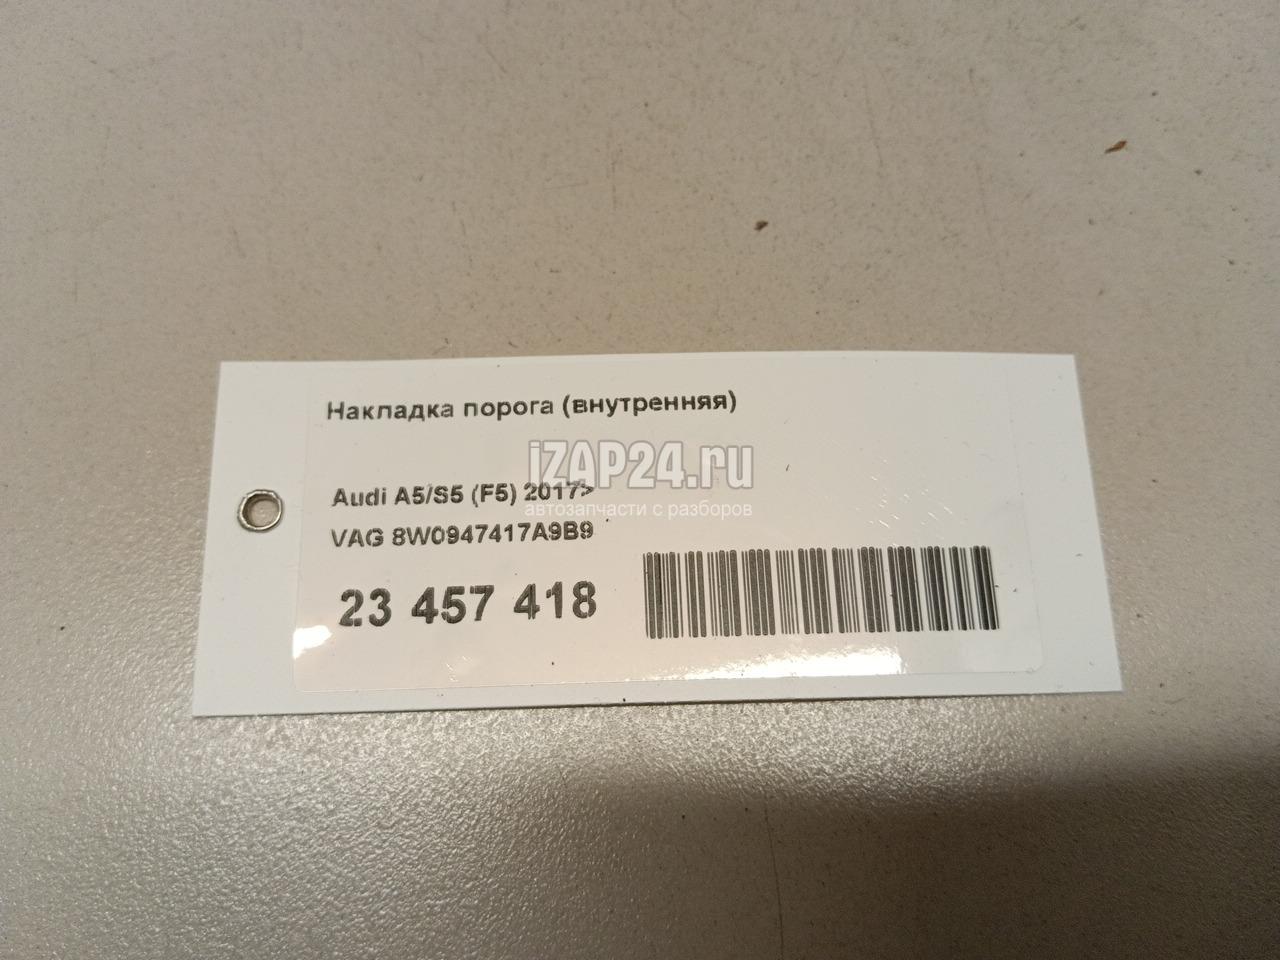 Накладка порога (внутренняя)
iZAP24.ru
Audi A5/S5 (F5) 2017>
автозапчасти с разборов
VAG 8W0947417A9B9
23 457 418